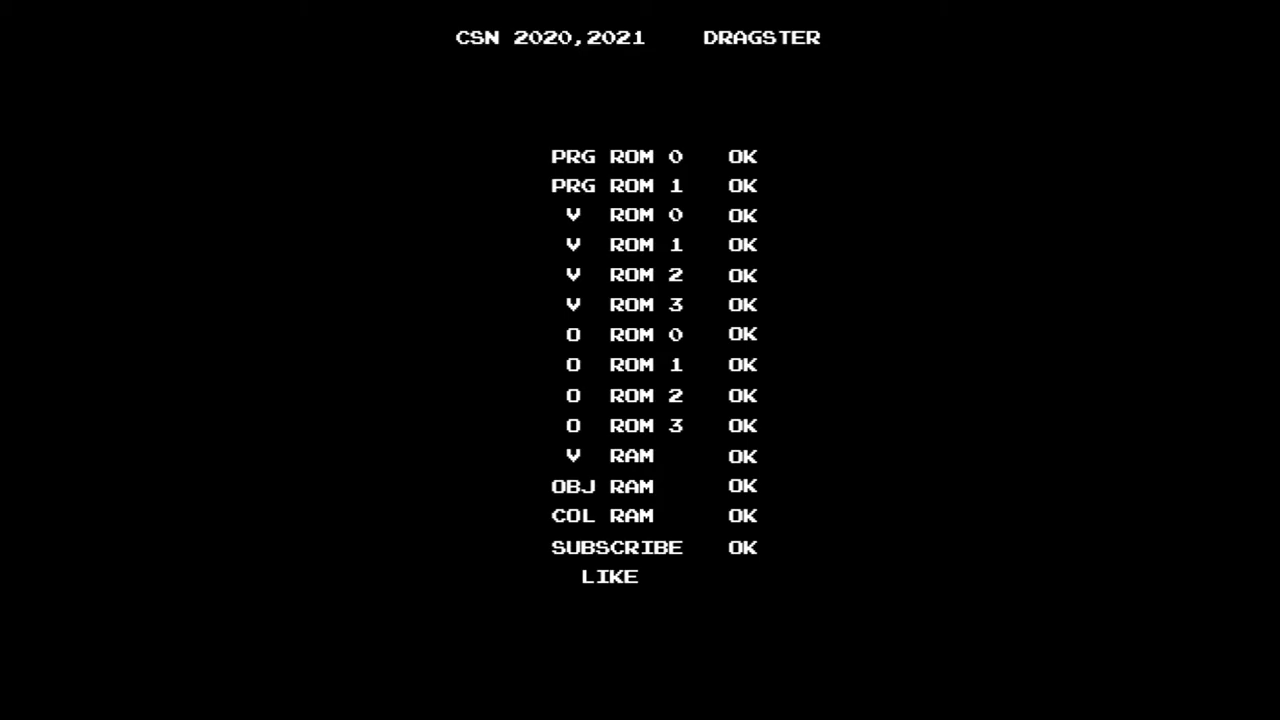 CSN 2020,2021 DRAGSTER
PRG ROM 0 OK
PRG ROM 1 OK
V ROM 0 OK
V ROM 1 OK
V ROM 2 OK
V ROM 3 OK
O ROM 0 OK
O ROM 1 OK
O ROM 2 OK
O ROM 3 OK
V RAM OK
OBJ RAM OK
COL RAM OK
SUBSCRIBE OK
LIKE